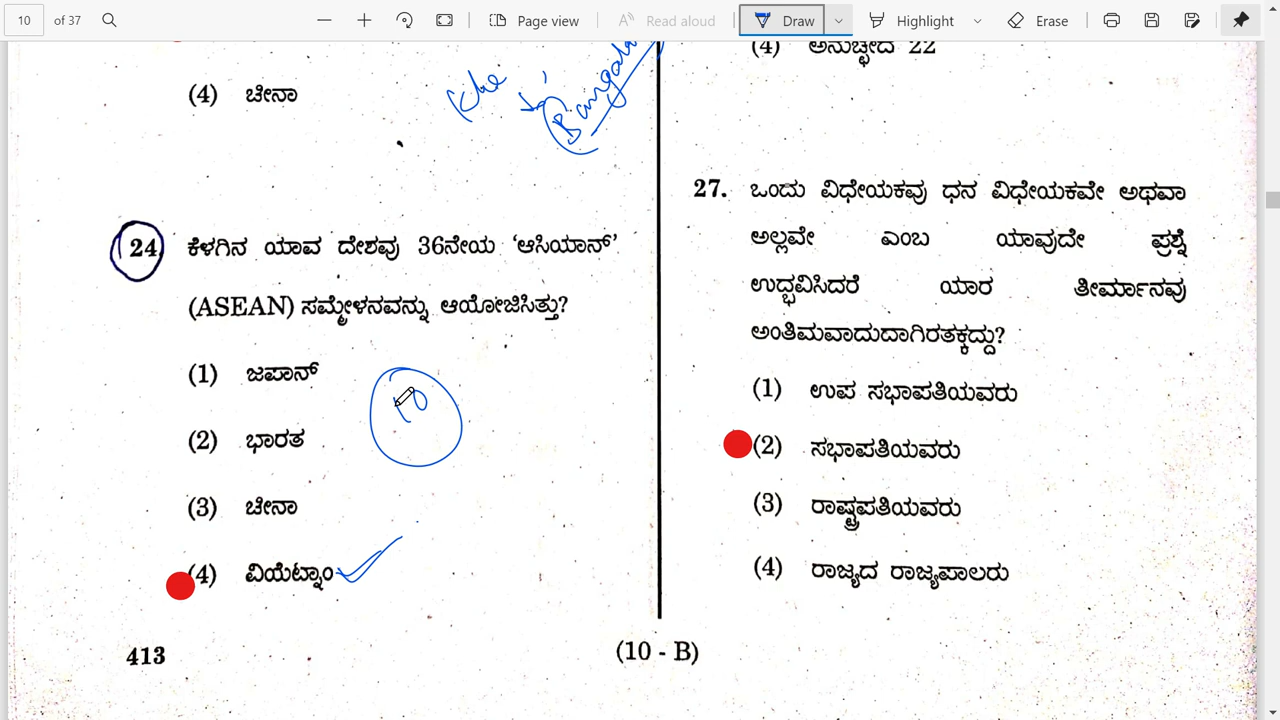 10 of 37 Page view Read aloud Draw Highlight Erase
(4) ಚೀನಾ
the
Bangala
24 ಕೆಳಗಿನ ಯಾವ ದೇಶವು 36ನೇಯ ‘ಆಸಿಯಾನ್’
(ASEAN) ಸಮ್ಮೇಳನವನ್ನು ಆಯೋಜಿಸಿತ್ತು?
(1) ಜಪಾನ್
10
(2) ಭಾರತ
(3) ಚೀನಾ
(4) ವಿಯೆಟ್ನಾಂ
413
(4) ಅನುಚ್ಛೇದ 22
27. ಒಂದು ವಿಧೇಯಕವು ಧನ ವಿಧೇಯಕವೇ ಅಥವಾ
ಅಲ್ಲವೇ ಎಂಬ ಯಾವುದೇ ಪ್ರಶ್ನೆ
ಉದ್ಭವಿಸಿದರೆ ಯಾರ ತೀರ್ಮಾನವು
ಅಂತಿಮವಾದುದಾಗಿರತಕ್ಕದ್ದು?
(1) ಉಪ ಸಭಾಪತಿಯವರು
(2) ಸಭಾಪತಿಯವರು
(3) ರಾಷ್ಟ್ರಪತಿಯವರು
(4) ರಾಜ್ಯದ ರಾಜ್ಯಪಾಲರು
(10 - B)